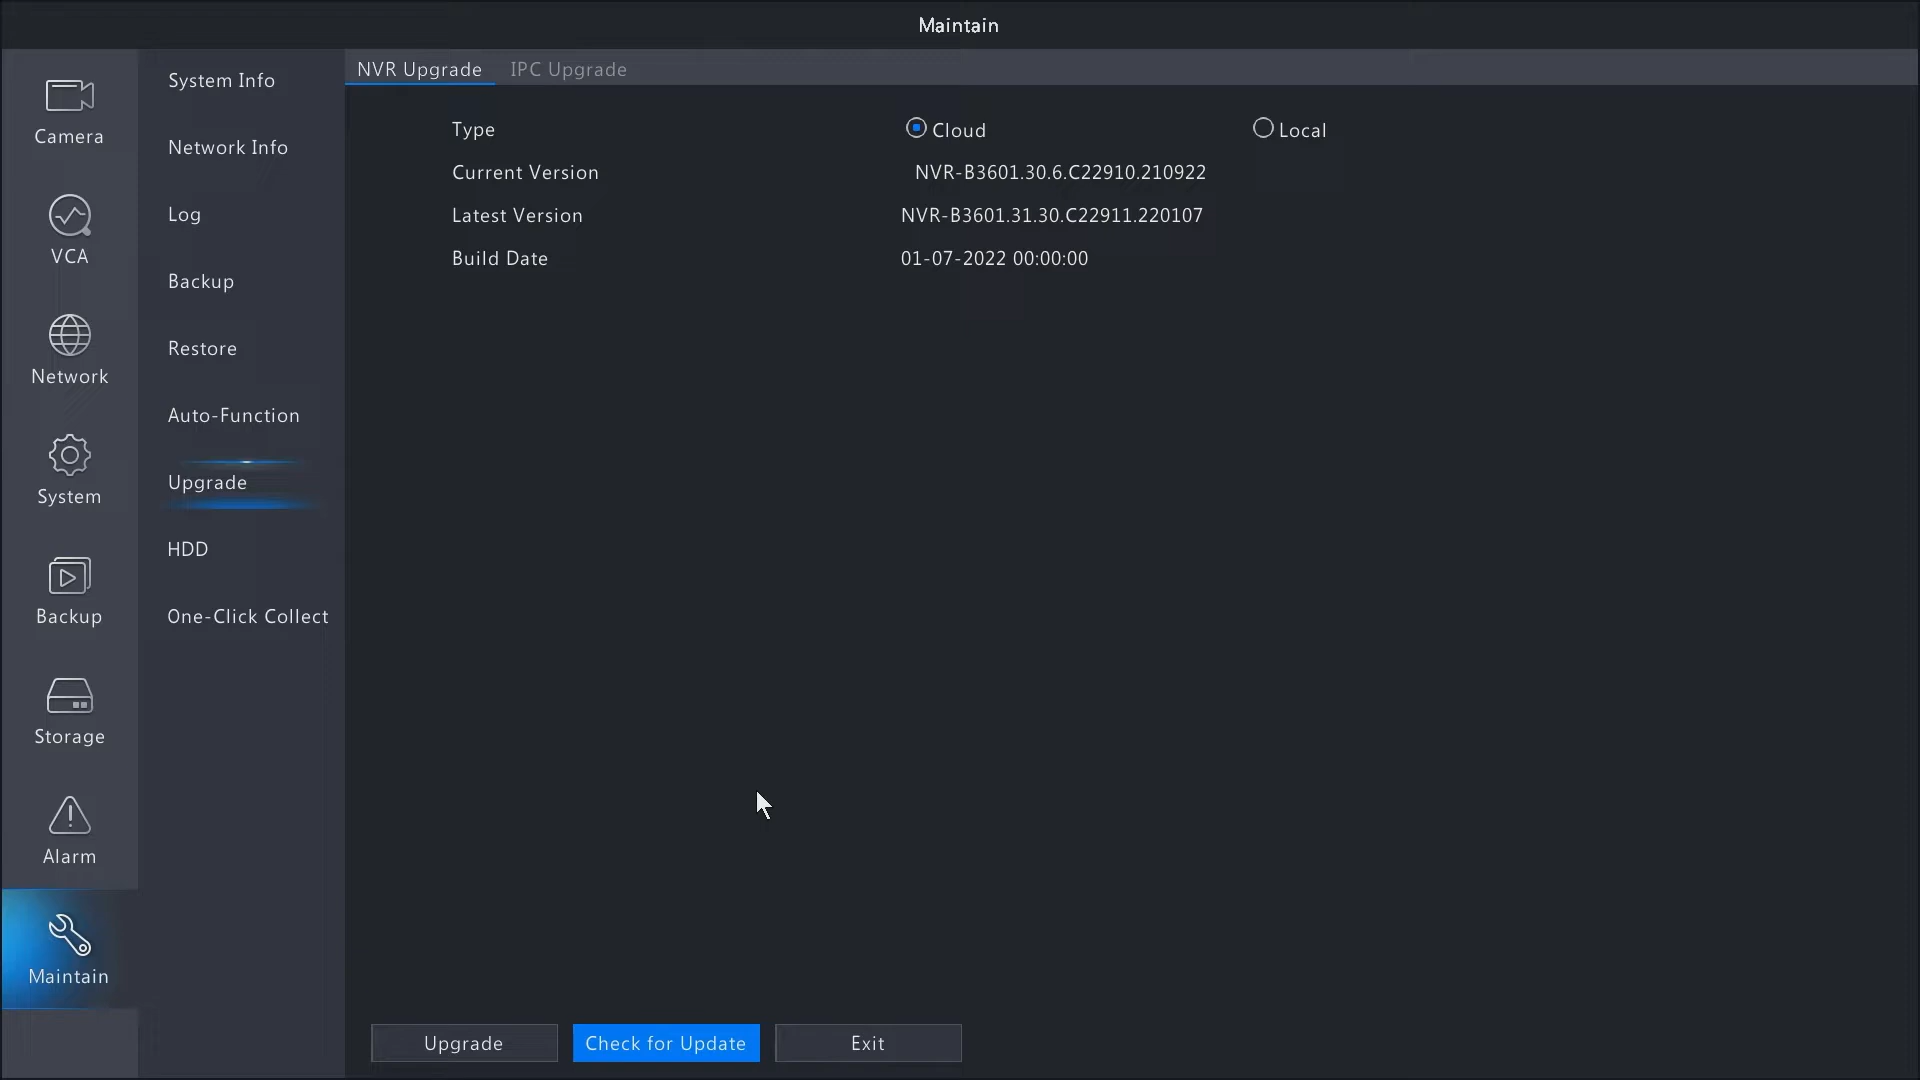 Maintain
Camera
VCA
Network
System
Backup
Storage
Alarm
Maintain
System Info
Network Info
Log
Backup
Restore
Auto-Function
Upgrade
HDD
One-Click Collect
NVR Upgrade IPC Upgrade
Type Cloud Local
Current Version NVR-B3601.30.6.C22910.210922
Latest Version NVR-B3601.31.30.C22911.220107
Build Date 01-07-2022 00:00:00
Upgrade Check for Update Exit